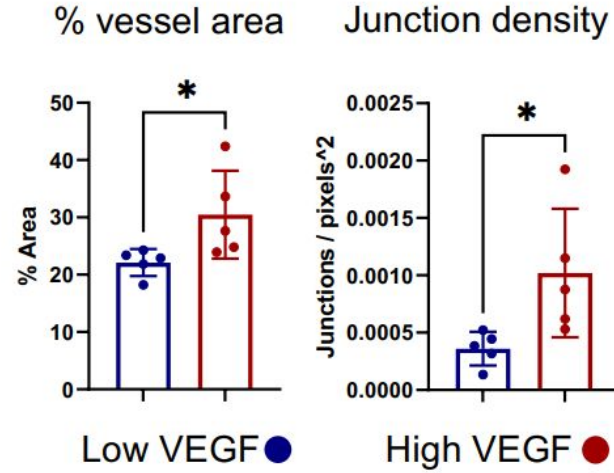 % vessel area
Junction density
*
*
% Area
50
40
30
20
10
0
Junctions / pixels^2
0.0025
0.0020
0.0015
0.0010
0.0005
0.0000
Low VEGF
High VEGF